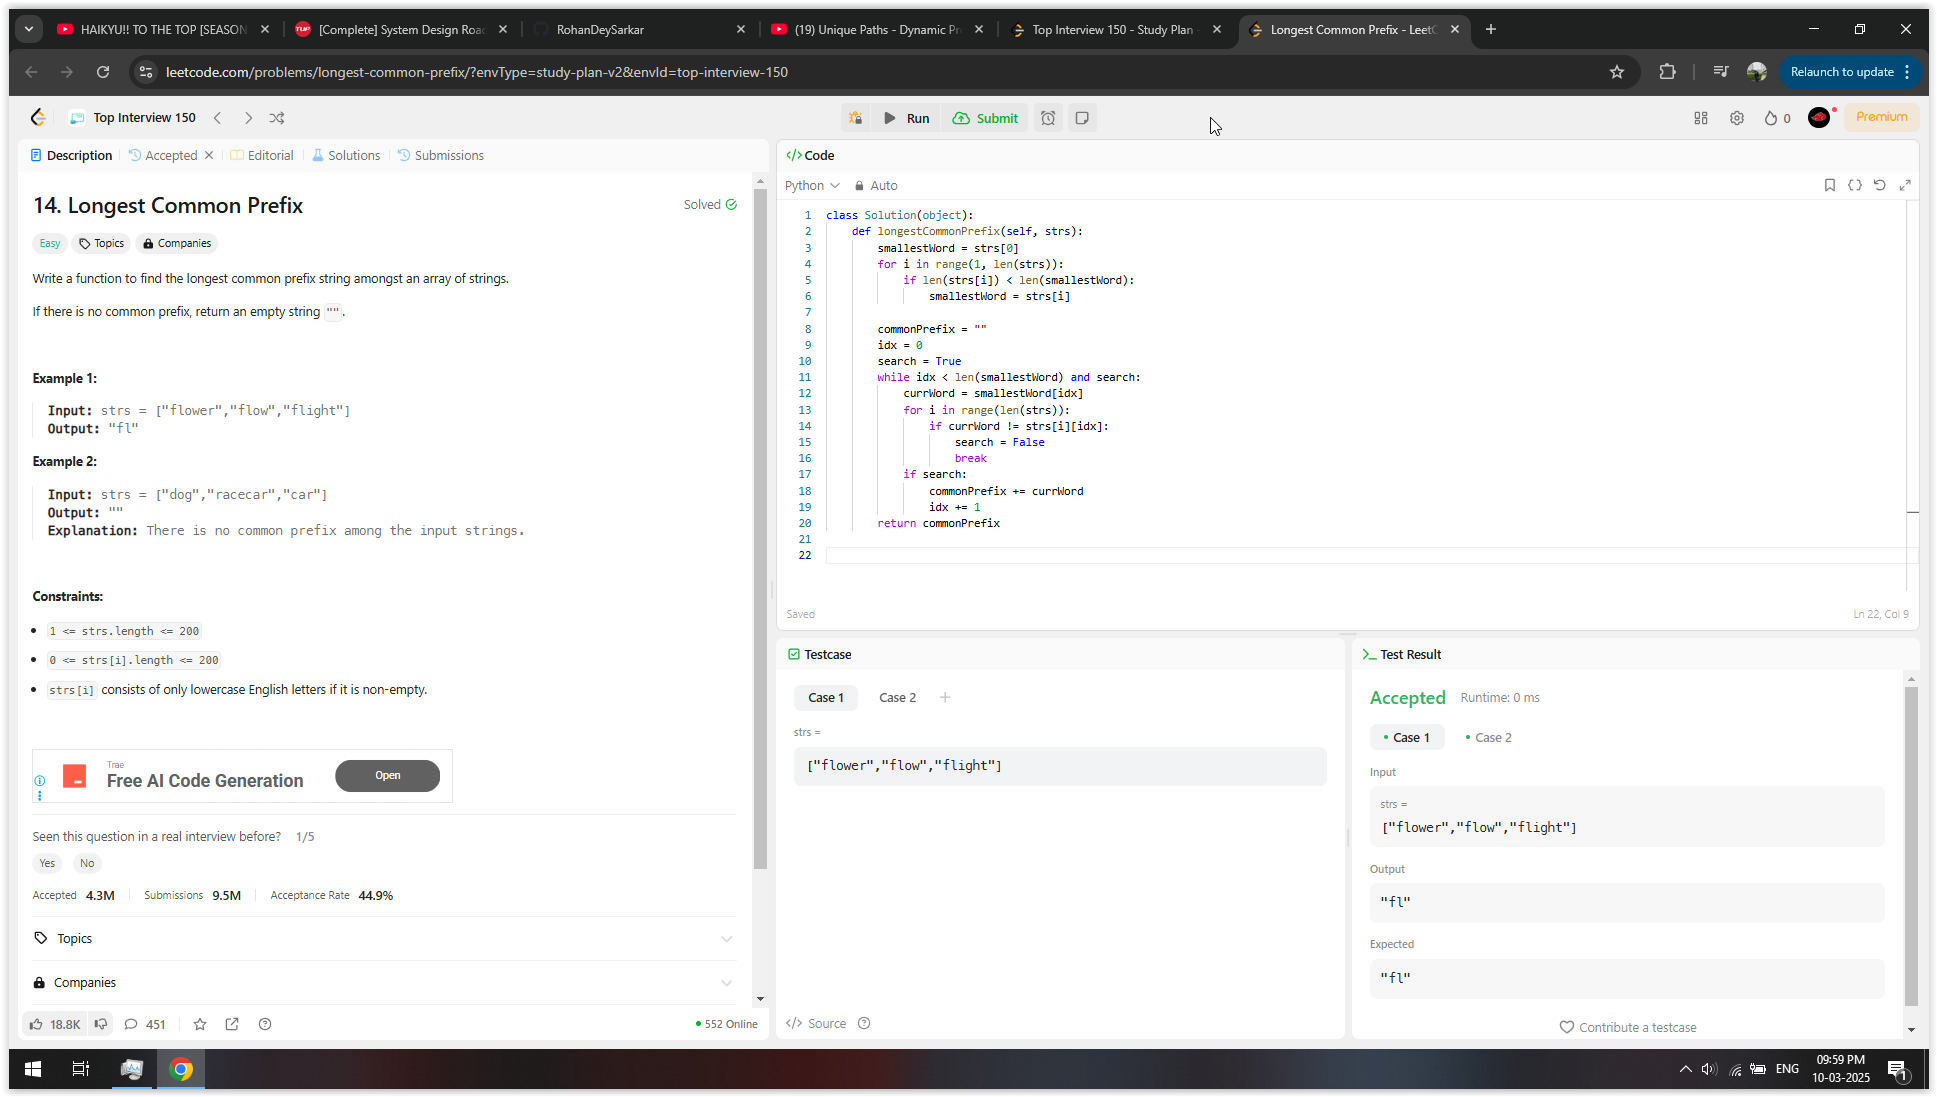 HAIKYU!! TO THE TOP [SEASON
[Complete] System Design Road
RohanDeySarkar
(19) Unique Paths - Dynamic Pr
Top Interview 150 - Study Plan
Longest Common Prefix - LeetC
leetcode.com/problems/longest-common-prefix/?envType=study-plan-v2&envId=top-interview-150
Relaunch to update
Top Interview 150
Run
Submit
0
Premium
Description
Accepted
Editorial
Solutions
Submissions
14. Longest Common Prefix
Solved
Easy
Topics
Companies
Write a function to find the longest common prefix string amongst an array of strings.
If there is no common prefix, return an empty string "".
Example 1:
Input: strs = ["flower","flow","flight"]
Output: "fl"
Example 2:
Input: strs = ["dog","racecar","car"]
Output: ""
Explanation: There is no common prefix among the input strings.
Constraints:
1 <= strs.length <= 200
0 <= strs[i].length <= 200
strs[i] consists of only lowercase English letters if it is non-empty.
Trae
Free AI Code Generation
Open
Seen this question in a real interview before? 1/5
Yes
No
Accepted 4.3M
Submissions 9.5M
Acceptance Rate 44.9%
Topics
Companies
18.8K
451
552 Online
</> Code
Python
Auto
1 class Solution(object):
2     def longestCommonPrefix(self, strs):
3         smallestWord = strs[0]
4         for i in range(1, len(strs)):
5             if len(strs[i]) < len(smallestWord):
6                 smallestWord = strs[i]
7
8         commonPrefix = ""
9         idx = 0
10         search = True
11         while idx < len(smallestWord) and search:
12             currWord = smallestWord[idx]
13             for i in range(len(strs)):
14                 if currWord != strs[i][idx]:
15                     search = False
16                     break
17             if search:
18                 commonPrefix += currWord
19                 idx += 1
20         return commonPrefix
21
22
Saved
Ln 22, Col 9
Testcase
Case 1
Case 2
strs =
["flower","flow","flight"]
</> Source
Test Result
Accepted
Runtime: 0 ms
Case 1
Case 2
Input
strs =
["flower","flow","flight"]
Output
"fl"
Expected
"fl"
Contribute a testcase
ENG
09:59 PM
10-03-2025
1